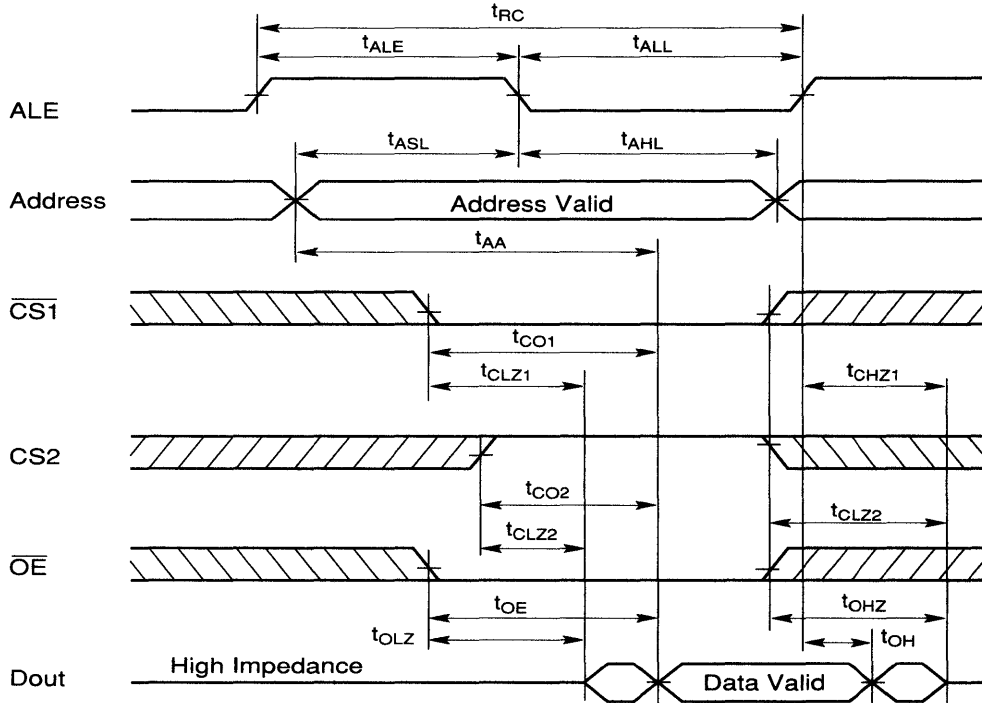 tRC
tALE tALL
ALE
tASL tAHL
Address Address Valid
tAA
CS1
tCO1
tCLZ1 tCHZ1
CS2
tCO2
tCLZ2 tCLZ2
OE
tOE tOHZ
tOLZ tOH
Dout High Impedance Data Valid